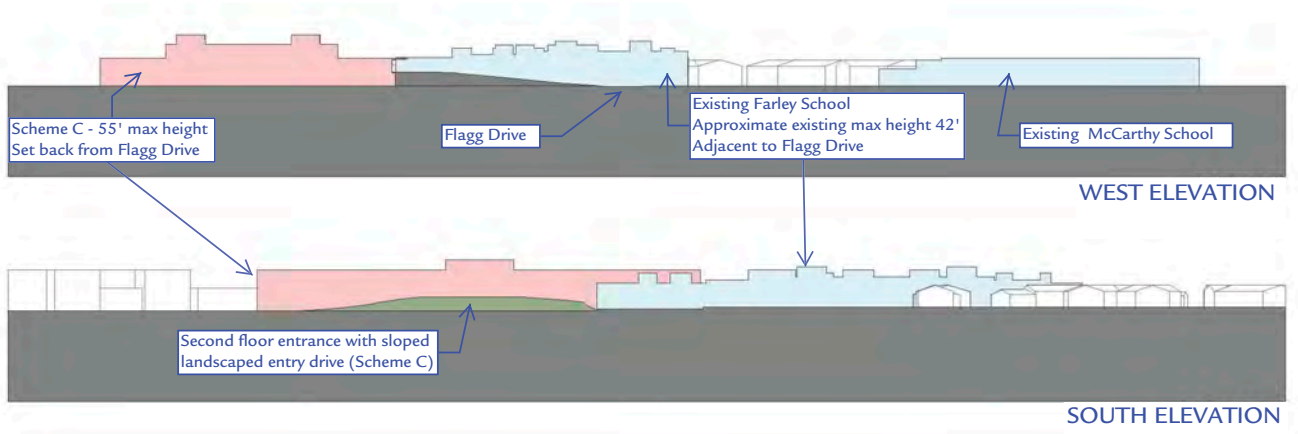 Scheme C - 55' max height
Set back from Flagg Drive
Flagg Drive
Existing Farley School
Approximate existing max height 42'
Adjacent to Flagg Drive
Existing McCarthy School
WEST ELEVATION
Second floor entrance with sloped
landscaped entry drive (Scheme C)
SOUTH ELEVATION